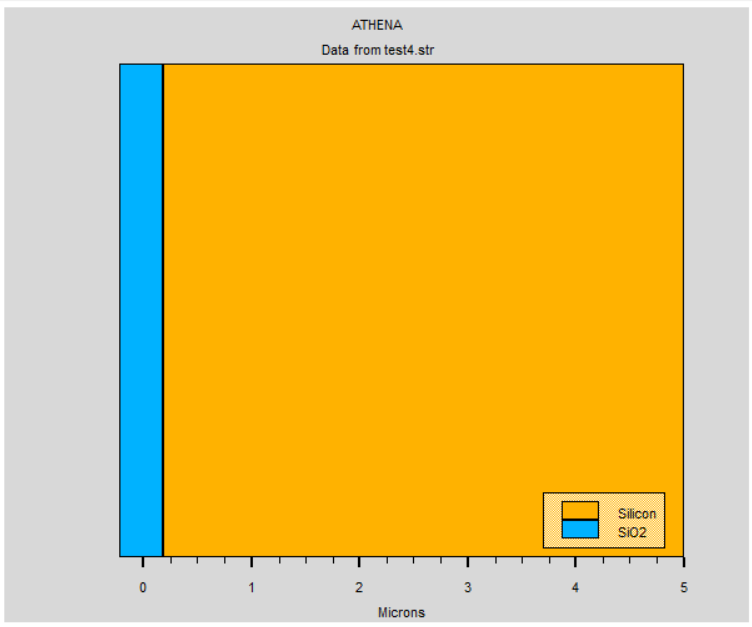 ATHENA
Data from test4.str
Silicon
SiO2
0 1 2 3 4 5
Microns